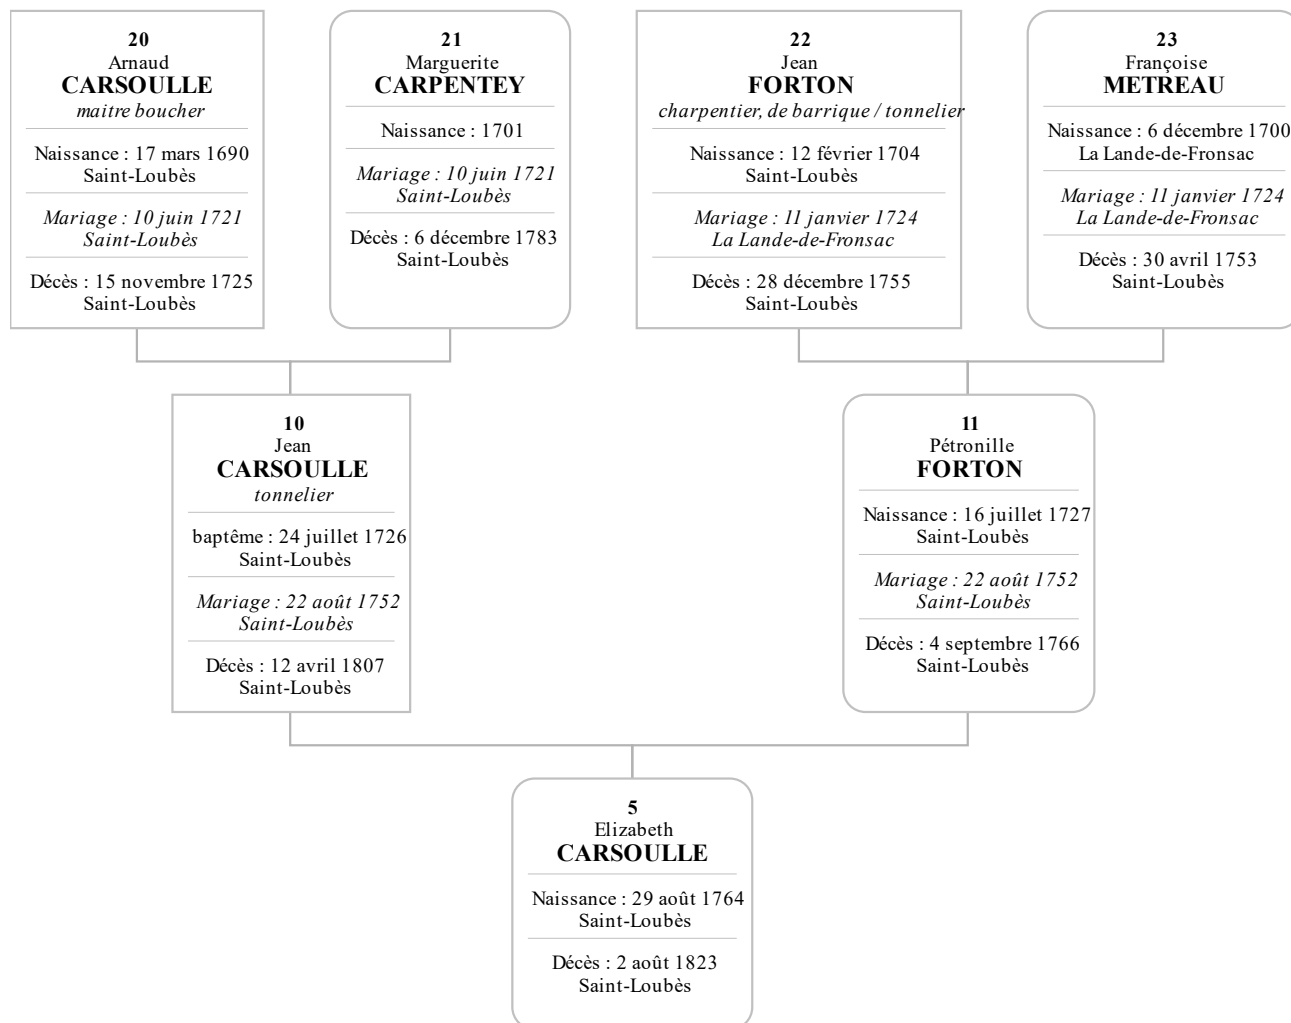 20
Arnaud
CARSOULLE
maitre boucher
Naissance : 17 mars 1690
Saint-Loubès
Mariage : 10 juin 1721
Saint-Loubès
Décès : 15 novembre 1725
Saint-Loubès
21
Marguerite
CARPENTEY
Naissance : 1701
Mariage : 10 juin 1721
Saint-Loubès
Décès : 6 décembre 1783
Saint-Loubès
22
Jean
FORTON
charpentier, de barrique / tonnelier
Naissance : 12 février 1704
Saint-Loubès
Mariage : 11 janvier 1724
La Lande-de-Fronsac
Décès : 28 décembre 1755
Saint-Loubès
23
Françoise
METREAU
Naissance : 6 décembre 1700
La Lande-de-Fronsac
Mariage : 11 janvier 1724
La Lande-de-Fronsac
Décès : 30 avril 1753
Saint-Loubès
10
Jean
CARSOULLE
tonnelier
baptême : 24 juillet 1726
Saint-Loubès
Mariage : 22 août 1752
Saint-Loubès
Décès : 12 avril 1807
Saint-Loubès
11
Pétronille
FORTON
Naissance : 16 juillet 1727
Saint-Loubès
Mariage : 22 août 1752
Saint-Loubès
Décès : 4 septembre 1766
Saint-Loubès
5
Elizabeth
CARSOULLE
Naissance : 29 août 1764
Saint-Loubès
Décès : 2 août 1823
Saint-Loubès